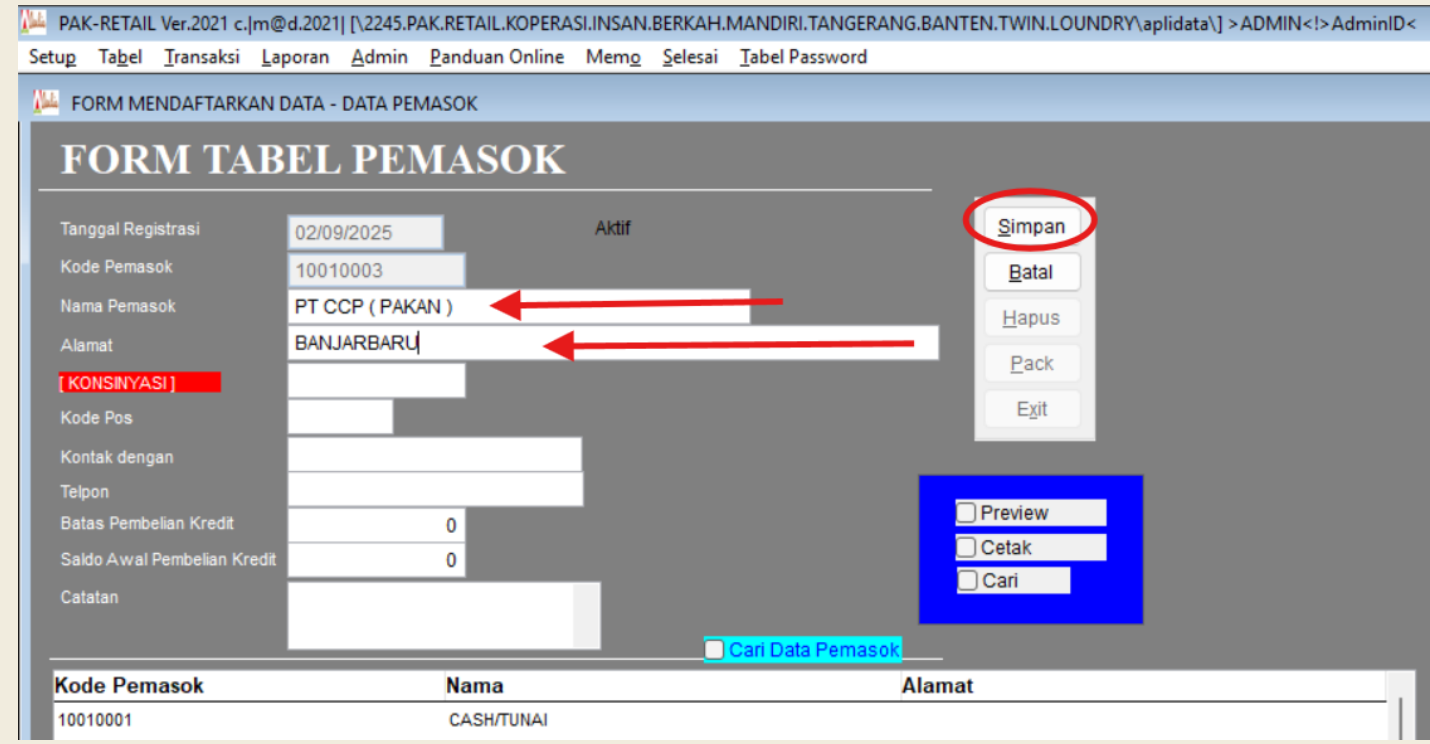 PAK-RETAIL Ver.2021 c.|m@d.2021| [\2245.PAK.RETAIL.KOPERASI.INSAN.BERKAH.MANDIRI.TANGERANG.BANTEN.TWIN.LOUNDRY\aplidata\] >ADMIN<!>AdminID<
Setup Tabel Transaksi Laporan Admin Panduan Online Memo Selesai Tabel Password
FORM MENDAFTARKAN DATA - DATA PEMASOK
FORM TABEL PEMASOK
Tanggal Registrasi 02/09/2025 Aktif
Kode Pemasok 10010003
Nama Pemasok PT CCP ( PAKAN )
Alamat BANJARBARU
[ KONSINYASI ]
Kode Pos
Kontak dengan
Telpon
Batas Pembelian Kredit 0
Saldo Awal Pembelian Kredit 0
Catatan
Simpan
Batal
Hapus
Pack
Exit
Preview
Cetak
Cari
Cari Data Pemasok
Kode Pemasok Nama Alamat
10010001 CASH/TUNAI